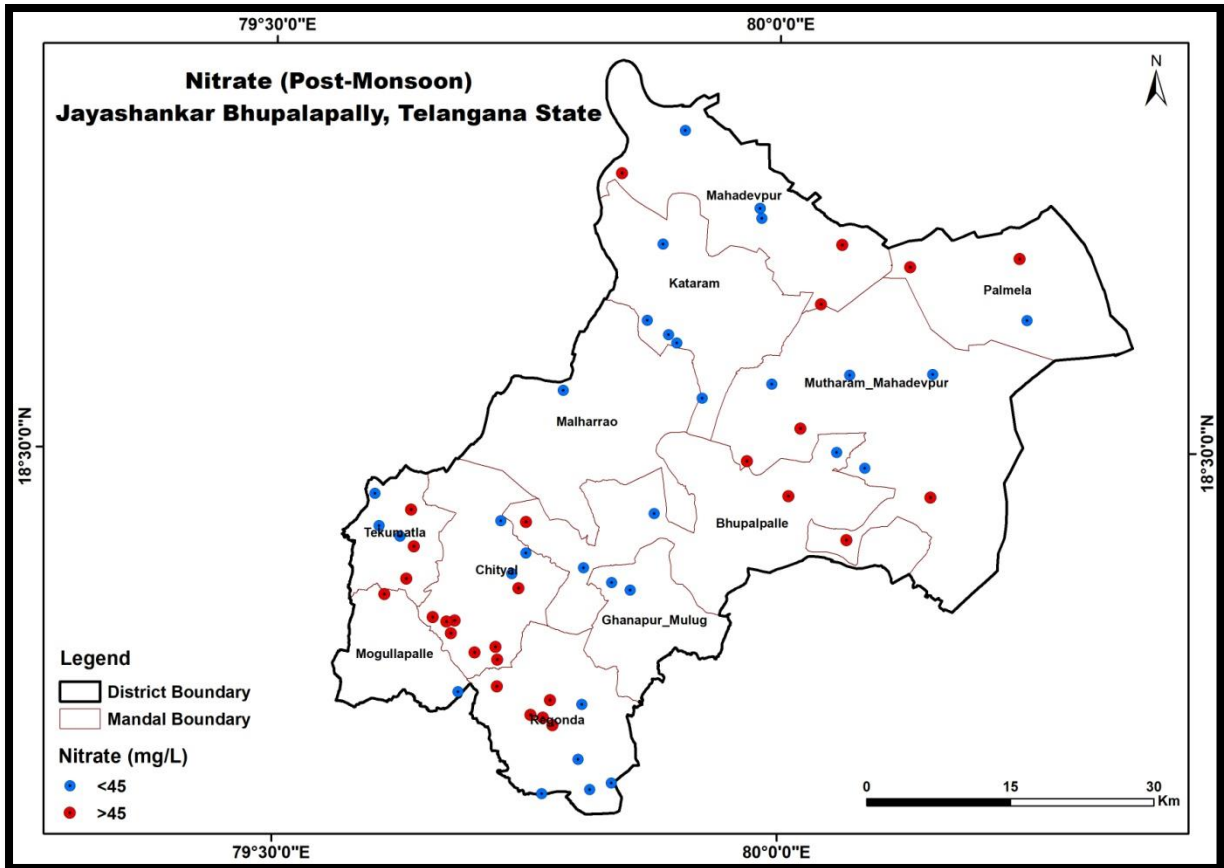 79°30'0"E
80°0'0"E
Nitrate (Post-Monsoon)
Jayashankar Bhupalapally, Telangana State
N
Mahadevpur
Kataram
Palmela
Mutharam_Mahadevpur
Malharrao
18°30'0"N
18°30'0"N
Bhupalpalle
Tekumatla
Chityal
Ghanapur_Mulug
Mogullapalle
Regonda
Legend
District Boundary
Mandal Boundary
Nitrate (mg/L)
<45
>45
0 15 30
Km
79°30'0"E
80°0'0"E